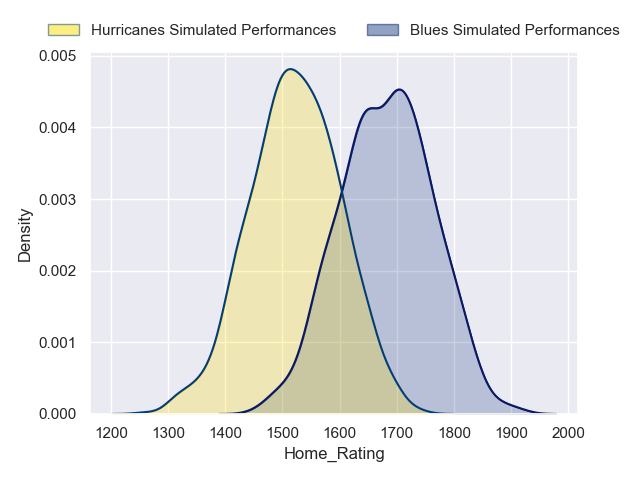 Hurricanes Simulated Performances Blues Simulated Performances
0.005
0.004
0.003
0.002
0.001
0.000
Density
1200 1300 1400 1500 1600 1700 1800 1900 2000
Home_Rating